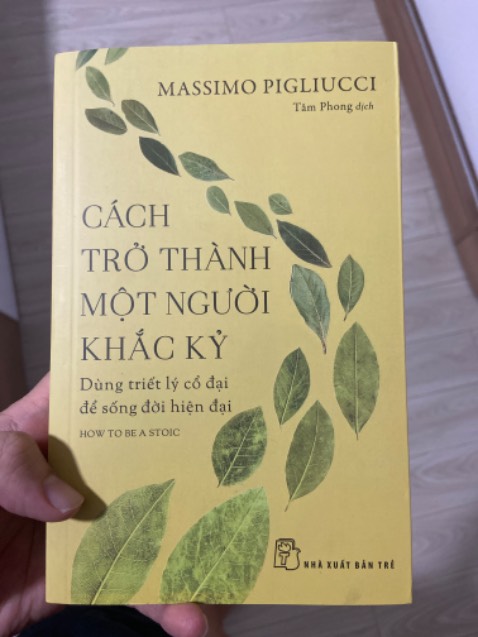 MASSIMO PIGLIUCCI
Tâm Phong dịch
CÁCH
TRỞ THÀNH
MỘT NGƯỜI
KHẮC KỶ
Dùng triết lý cổ đại
để sống đời hiện đại
HOW TO BE A STOIC
NHÀ XUẤT BẢN TRẺ